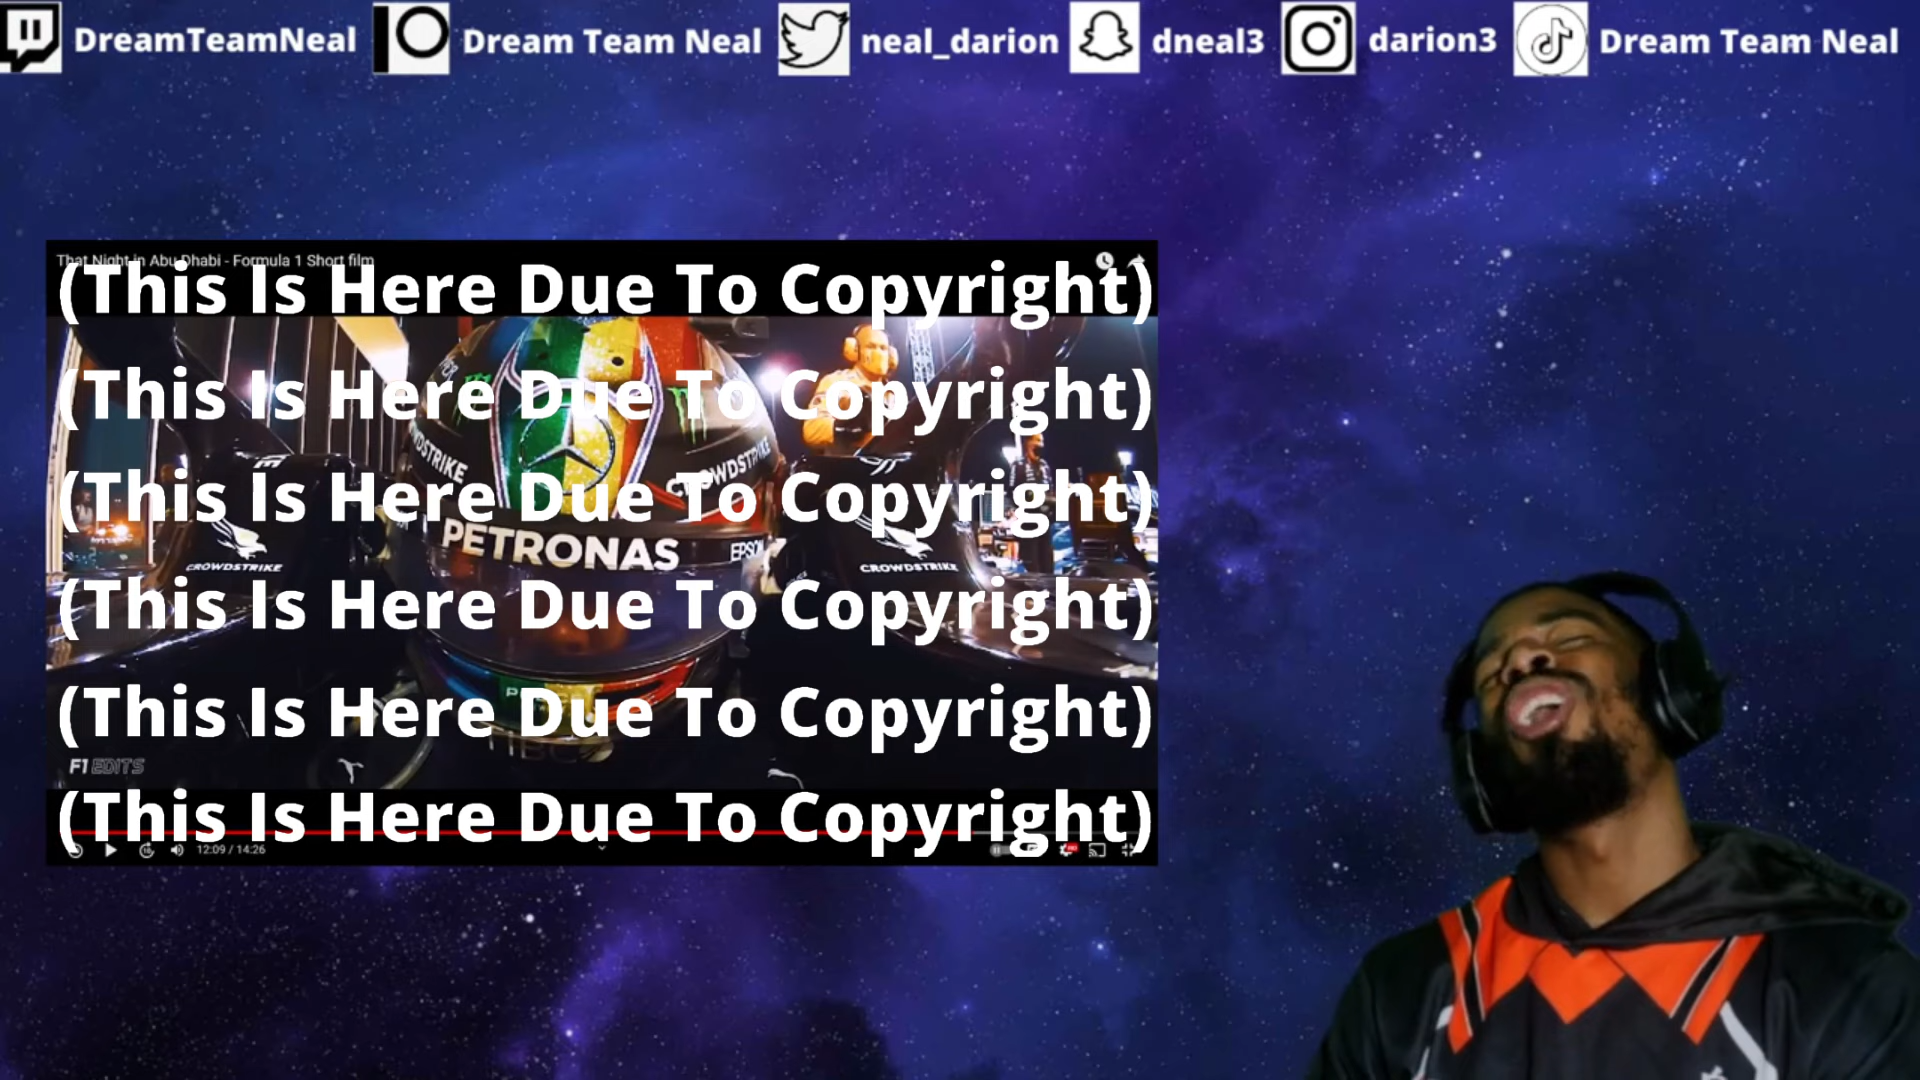 DreamTeamNeal
Dream Team Neal
neal_darion
dneal3
darion3
Dream Team Neal
That Night in Abu Dhabi - Formula 1 Short film
(This Is Here Due To Copyright)
(This Is Here Due To Copyright)
CROWDSTRIKE
(This Is Here Due To Copyright)
PETRONAS
EPSON
CROWDSTRIKE
CROWDSTRIKE
(This Is Here Due To Copyright)
(This Is Here Due To Copyright)
F1 EDITS
(This Is Here Due To Copyright)
12:09 / 14:26